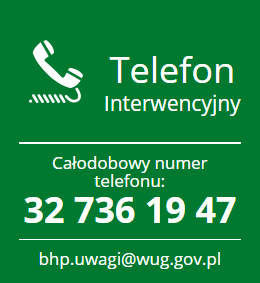 Telefon
Interwencyjny
Całodobowy numer
telefonu:
32 736 19 47
bhp.uwagi@wug.gov.pl